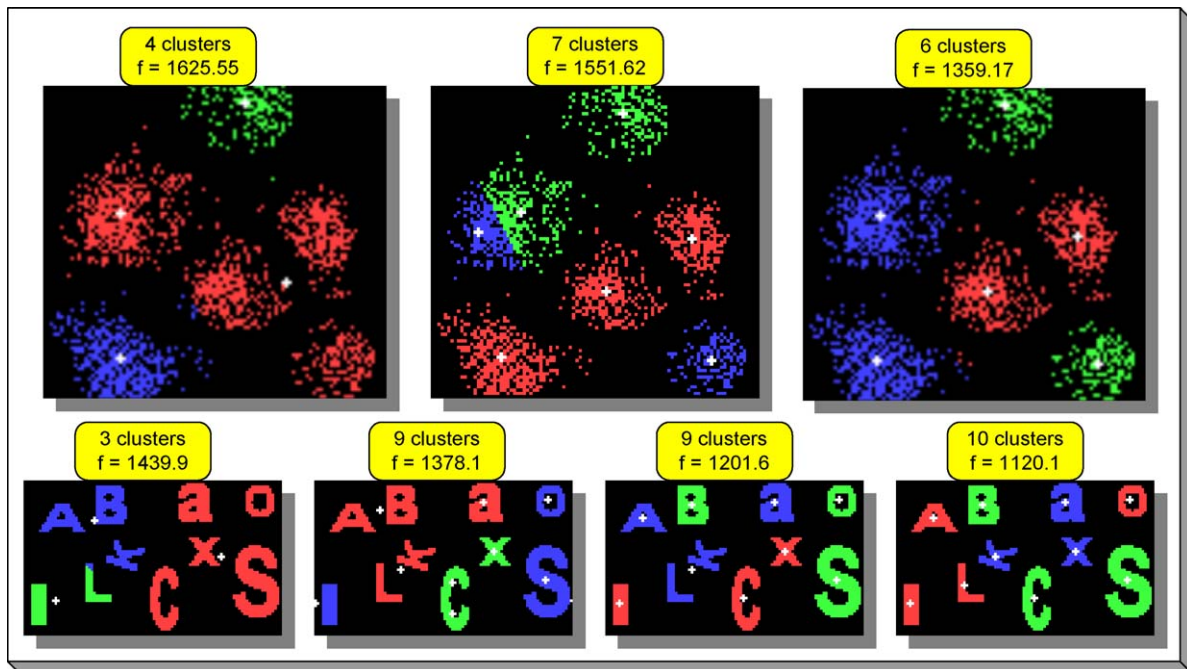 4 clusters
f = 1625.55
7 clusters
f = 1551.62
6 clusters
f = 1359.17
3 clusters
f = 1439.9
9 clusters
f = 1378.1
9 clusters
f = 1201.6
10 clusters
f = 1120.1
A B a o
K x
I L C S
A B a o
K x
I L C S
A B a o
K x
I L C S
A B a o
K x
I L C S